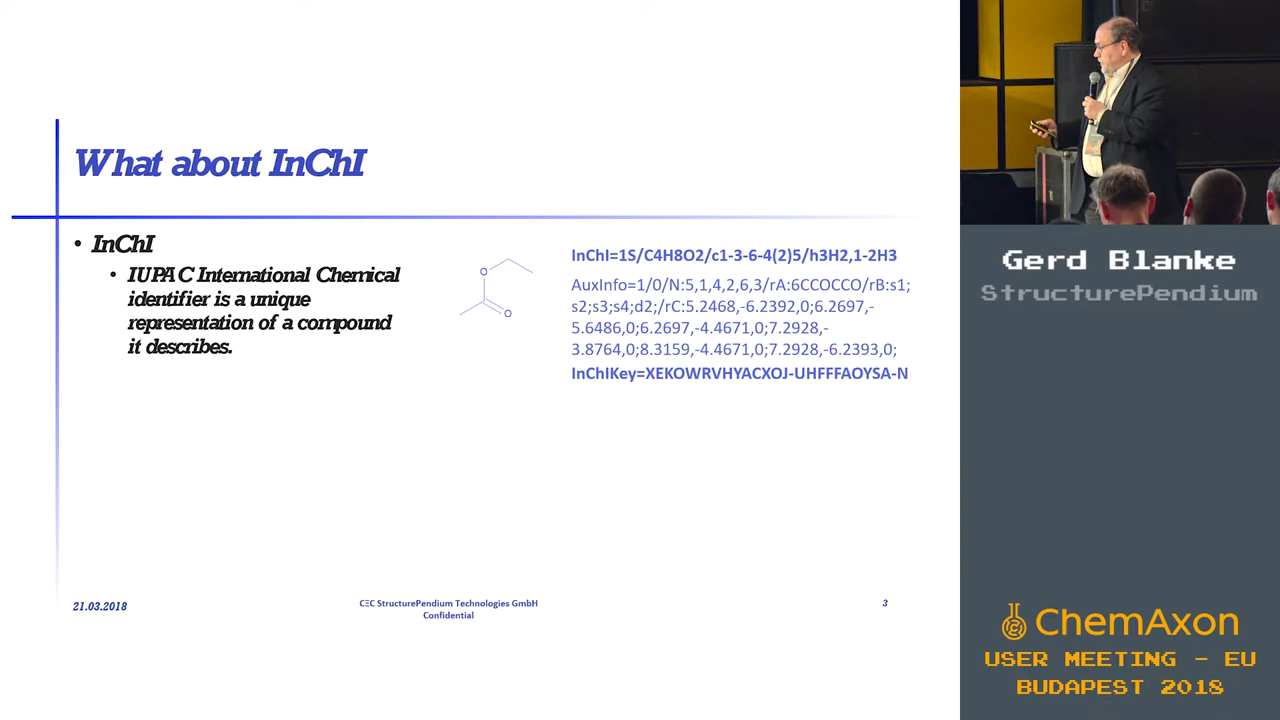 What about InChI
• InChI
• IUPAC International Chemical
identifier is a unique
representation of a compound
it describes.
O
O
InChI=1S/C4H8O2/c1-3-6-4(2)5/h3H2,1-2H3
AuxInfo=1/0/N:5,1,4,2,6,3/rA:6CCOCCO/rB:s1;
s2;s3;s4;d2;/rC:5.2468,-6.2392,0;6.2697,-
5.6486,0;6.2697,-4.4671,0;7.2928,-
3.8764,0;8.3159,-4.4671,0;7.2928,-6.2393,0;
InChIKey=XEKOWRVHYACXOJ-UHFFFAOYSA-N
21.03.2018
CΞC StructurePendium Technologies GmbH
Confidential
3
Gerd Blanke
StructurePendium
ChemAxon
USER MEETING - EU
BUDAPEST 2018